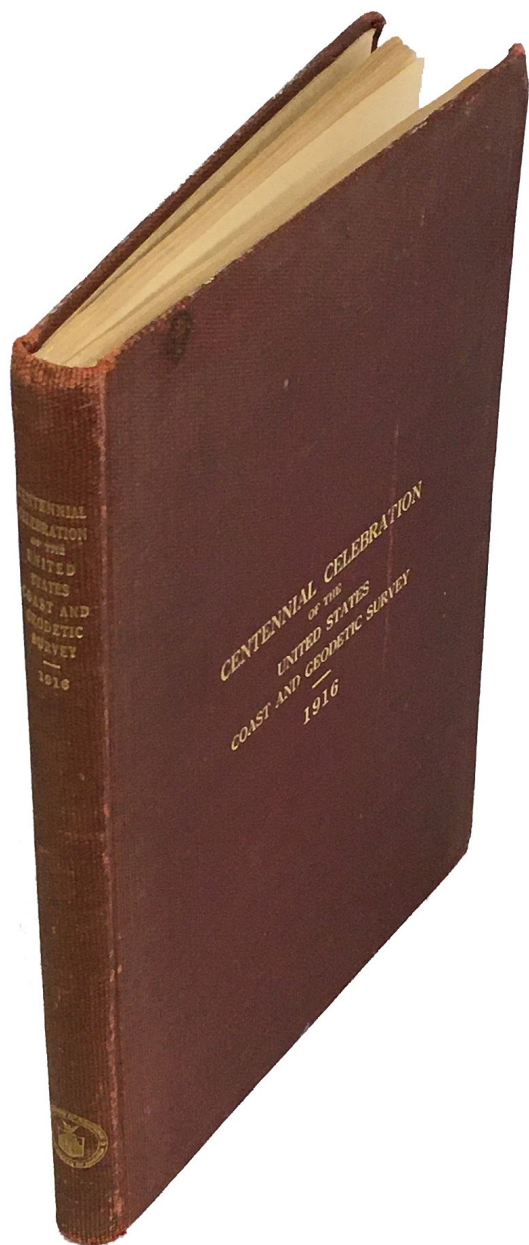 CENTENNIAL
CELEBRATION
OF THE
UNITED
STATES
COAST AND
GEODETIC
SURVEY
1916
CENTENNIAL CELEBRATION
OF THE
UNITED STATES
COAST AND GEODETIC SURVEY
1916